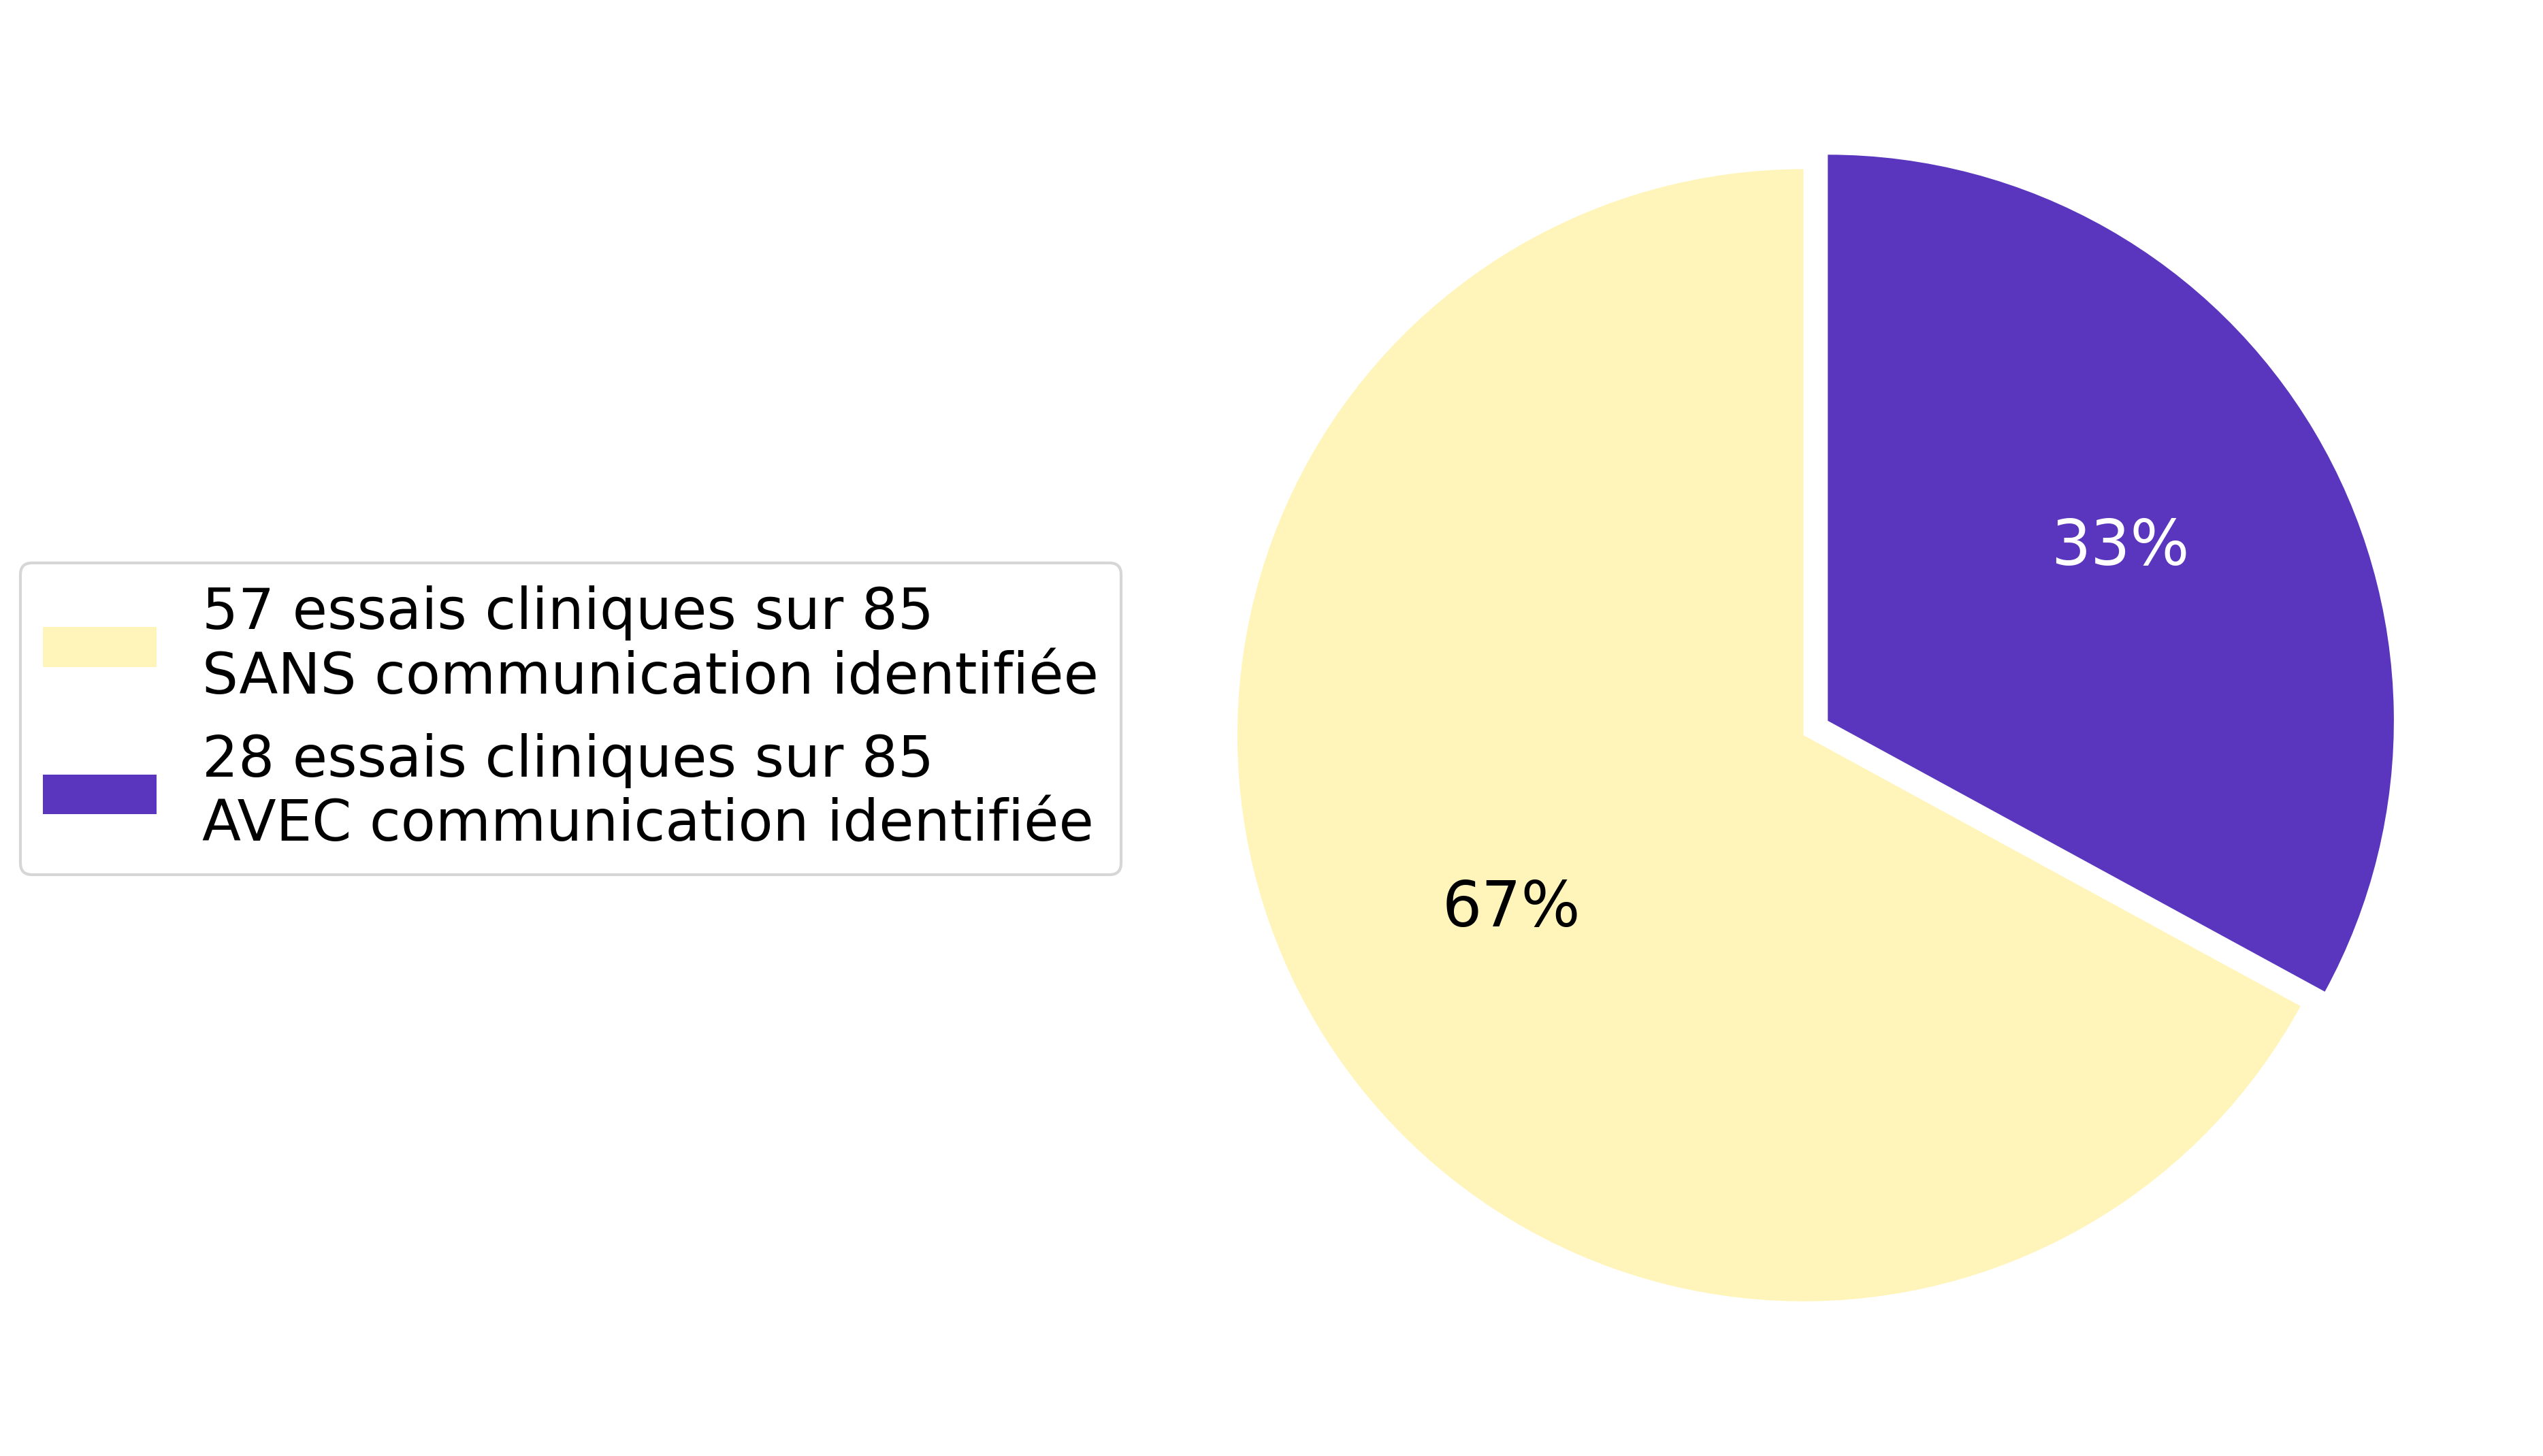 57 essais cliniques sur 85
SANS communication identifiée
28 essais cliniques sur 85
AVEC communication identifiée
33%
67%